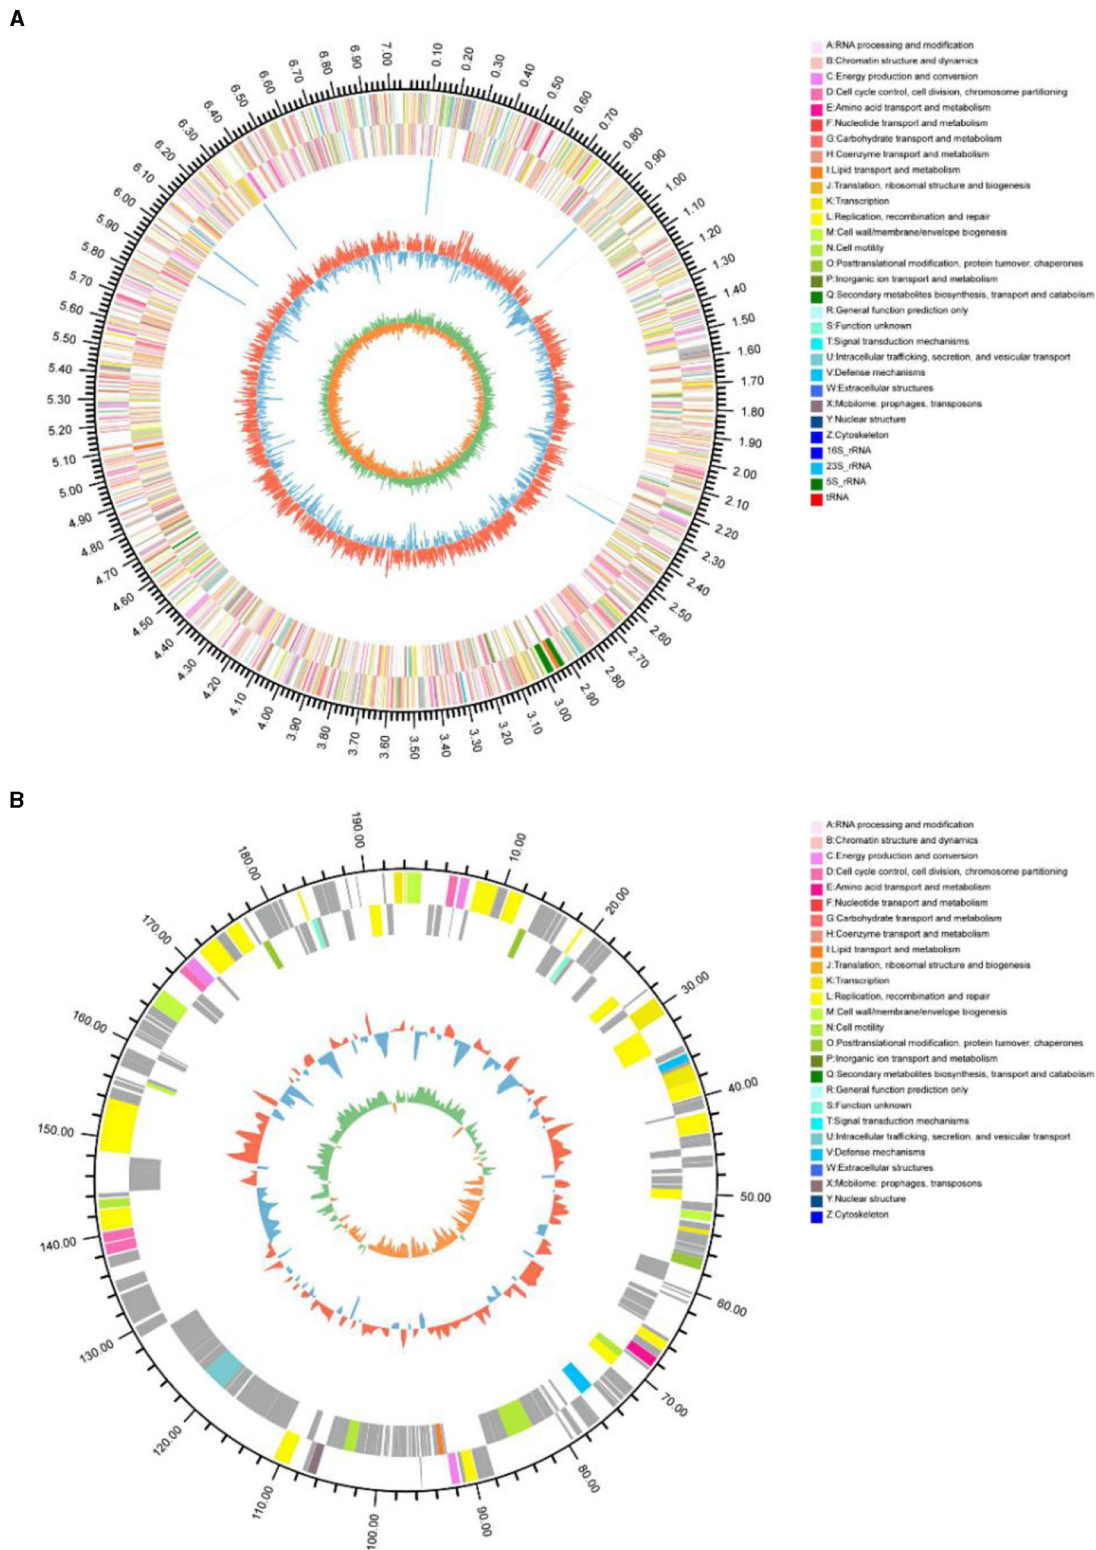 A
7.00
0.10
0.20
0.30
0.40
0.50
0.60
0.70
0.80
0.90
1.00
1.10
1.20
1.30
1.40
1.50
1.60
1.70
1.80
1.90
2.00
2.10
2.20
2.30
2.40
2.50
2.60
2.70
2.80
2.90
3.00
3.10
3.20
3.30
3.40
3.50
3.60
3.70
3.80
3.90
4.00
4.10
4.20
4.30
4.40
4.50
4.60
4.70
4.80
4.90
5.00
5.10
5.20
5.30
5.40
5.50
5.60
5.70
5.80
5.90
6.00
6.10
6.20
6.30
6.40
6.50
6.60
6.70
6.80
6.90
A:RNA processing and modification
B:Chromatin structure and dynamics
C:Energy production and conversion
D:Cell cycle control, cell division, chromosome partitioning
E:Amino acid transport and metabolism
F:Nucleotide transport and metabolism
G:Carbohydrate transport and metabolism
H:Coenzyme transport and metabolism
I:Lipid transport and metabolism
J:Translation, ribosomal structure and biogenesis
K:Transcription
L:Replication, recombination and repair
M:Cell wall/membrane/envelope biogenesis
N:Cell motility
O:Posttranslational modification, protein turnover, chaperones
P:Inorganic ion transport and metabolism
Q:Secondary metabolites biosynthesis, transport and catabolism
R:General function prediction only
S:Function unknown
T:Signal transduction mechanisms
U:Intracellular trafficking, secretion, and vesicular transport
V:Defense mechanisms
W:Extracellular structures
X:Mobilome: prophages, transposons
Y:Nuclear structure
Z:Cytoskeleton
16S_rRNA
23S_rRNA
5S_rRNA
tRNA
B
10.00
20.00
30.00
40.00
50.00
60.00
70.00
80.00
90.00
100.00
110.00
120.00
130.00
140.00
150.00
160.00
170.00
180.00
190.00
A:RNA processing and modification
B:Chromatin structure and dynamics
C:Energy production and conversion
D:Cell cycle control, cell division, chromosome partitioning
E:Amino acid transport and metabolism
F:Nucleotide transport and metabolism
G:Carbohydrate transport and metabolism
H:Coenzyme transport and metabolism
I:Lipid transport and metabolism
J:Translation, ribosomal structure and biogenesis
K:Transcription
L:Replication, recombination and repair
M:Cell wall/membrane/envelope biogenesis
N:Cell motility
O:Posttranslational modification, protein turnover, chaperones
P:Inorganic ion transport and metabolism
Q:Secondary metabolites biosynthesis, transport and catabolism
R:General function prediction only
S:Function unknown
T:Signal transduction mechanisms
U:Intracellular trafficking, secretion, and vesicular transport
V:Defense mechanisms
W:Extracellular structures
X:Mobilome: prophages, transposons
Y:Nuclear structure
Z:Cytoskeleton